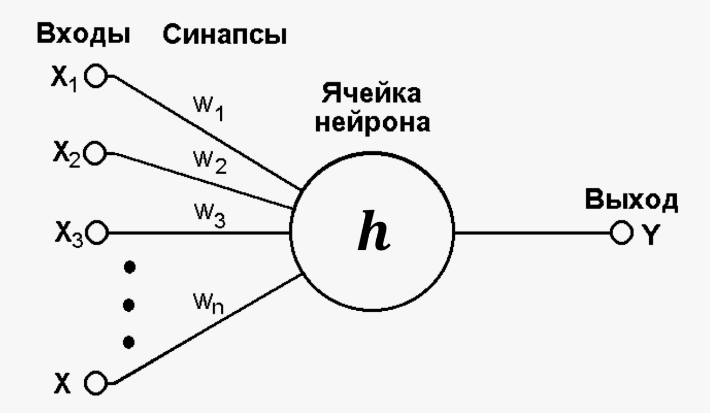 Входы Синапсы
X1
w1
Ячейка
нейрона
X2
w2
Выход
X3
w3
h
Y
wn
X